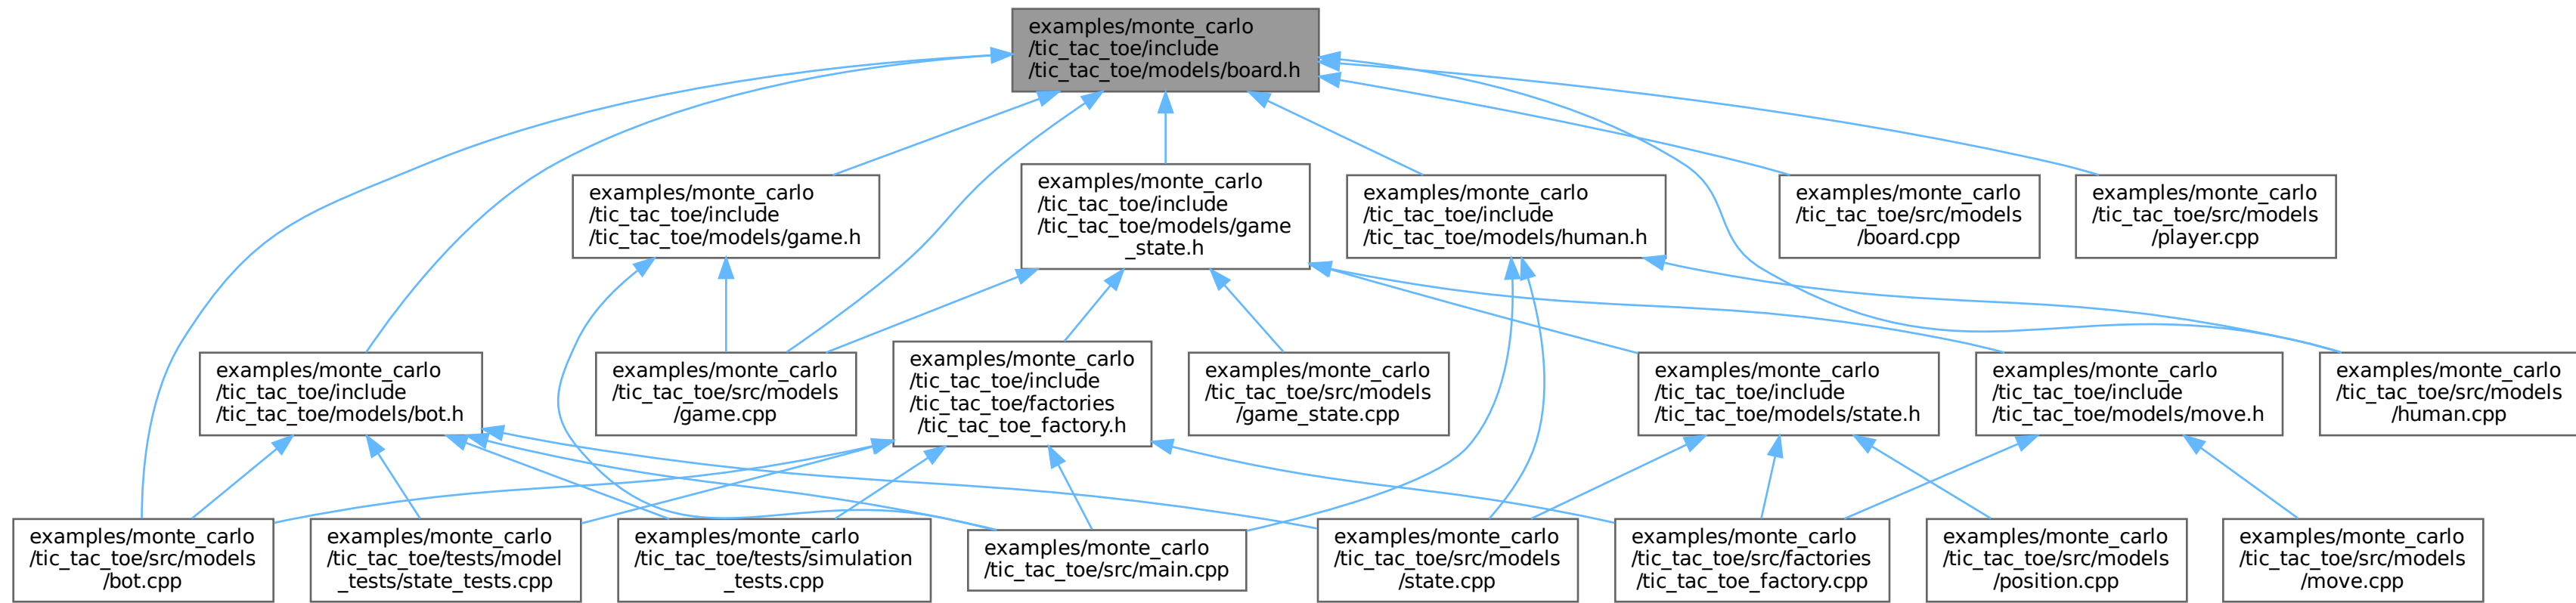 examples/monte_carlo
/tic_tac_toe/include
/tic_tac_toe/models/board.h
examples/monte_carlo
/tic_tac_toe/include
/tic_tac_toe/models/game.h
examples/monte_carlo
/tic_tac_toe/include
/tic_tac_toe/models/game
_state.h
examples/monte_carlo
/tic_tac_toe/include
/tic_tac_toe/models/human.h
examples/monte_carlo
/tic_tac_toe/src/models
/board.cpp
examples/monte_carlo
/tic_tac_toe/src/models
/player.cpp
examples/monte_carlo
/tic_tac_toe/include
/tic_tac_toe/models/bot.h
examples/monte_carlo
/tic_tac_toe/src/models
/game.cpp
examples/monte_carlo
/tic_tac_toe/include
/tic_tac_toe/factories
/tic_tac_toe_factory.h
examples/monte_carlo
/tic_tac_toe/src/models
/game_state.cpp
examples/monte_carlo
/tic_tac_toe/include
/tic_tac_toe/models/state.h
examples/monte_carlo
/tic_tac_toe/include
/tic_tac_toe/models/move.h
examples/monte_carlo
/tic_tac_toe/src/models
/human.cpp
examples/monte_carlo
/tic_tac_toe/src/models
/bot.cpp
examples/monte_carlo
/tic_tac_toe/tests/model
_tests/state_tests.cpp
examples/monte_carlo
/tic_tac_toe/tests/simulation
_tests.cpp
examples/monte_carlo
/tic_tac_toe/src/main.cpp
examples/monte_carlo
/tic_tac_toe/src/models
/state.cpp
examples/monte_carlo
/tic_tac_toe/src/factories
/tic_tac_toe_factory.cpp
examples/monte_carlo
/tic_tac_toe/src/models
/position.cpp
examples/monte_carlo
/tic_tac_toe/src/models
/move.cpp